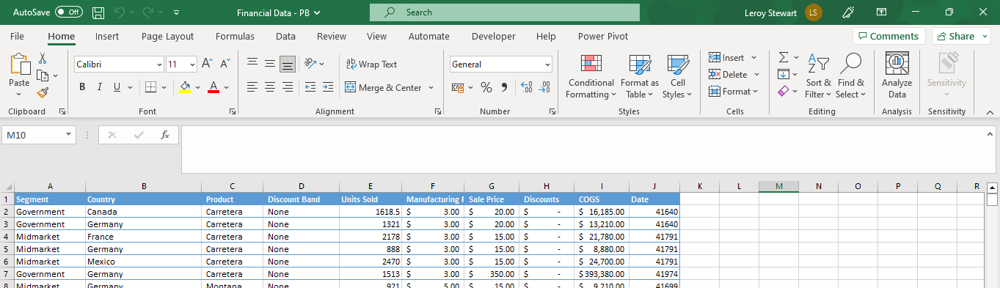 AutoSave Off Financial Data - PB Search Leroy Stewart LS
File Home Insert Page Layout Formulas Data Review View Automate Developer Help Power Pivot Comments Share
Calibri 11 A A ab Wrap Text General Insert Σ
Paste B I U A Merge & Center % Delete Conditional Formatting Format as Table Cell Styles Format Sort & Filter Find & Select Analyze Data Sensitivity
Clipboard Font Alignment Number Styles Cells Editing Analysis Sensitivity
M10 fx
A B C D E F G H I J K L M N O P Q R
1 Segment Country Product Discount Band Units Sold Manufacturing Sale Price Discounts COGS Date
2 Government Canada Carretera None 1618.5 $ 3.00 $ 20.00 $ - $ 16,185.00 41640
3 Government Germany Carretera None 1321 $ 3.00 $ 20.00 $ - $ 13,210.00 41640
4 Midmarket France Carretera None 2178 $ 3.00 $ 15.00 $ - $ 21,780.00 41791
5 Midmarket Germany Carretera None 888 $ 3.00 $ 15.00 $ - $ 8,880.00 41791
6 Midmarket Mexico Carretera None 2470 $ 3.00 $ 15.00 $ - $ 24,700.00 41791
7 Government Germany Carretera None 1513 $ 3.00 $ 350.00 $ - $ 393,380.00 41974
8 Midmarket Germany Montana None 921 $ 5.00 $ 15.00 $ - $ 9,210.00 41699